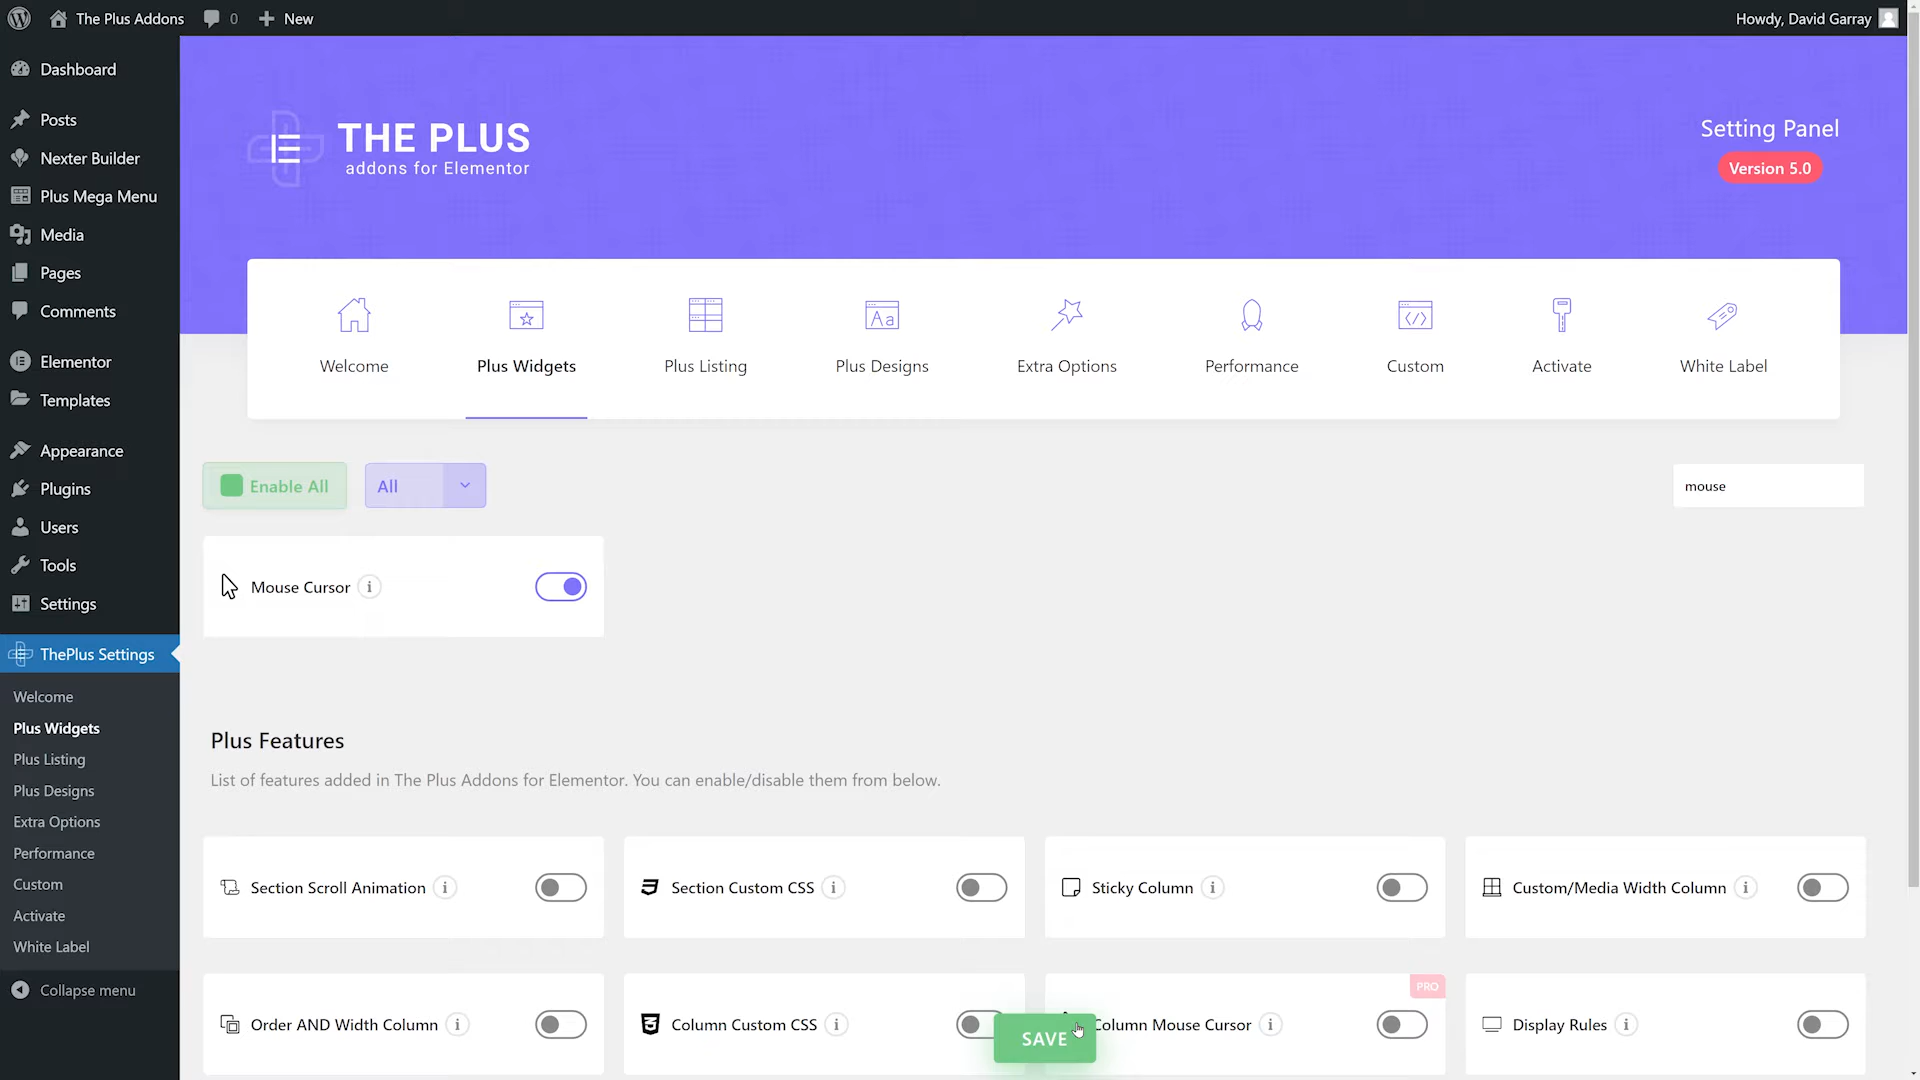 The Plus Addons
0
New
Howdy, David Garray
Dashboard
Posts
Nexter Builder
Plus Mega Menu
Media
Pages
Comments
Elementor
Templates
Appearance
Plugins
Users
Tools
Settings
ThePlus Settings
Welcome
Plus Widgets
Plus Listing
Plus Designs
Extra Options
Performance
Custom
Activate
White Label
Collapse menu
THE PLUS
addons for Elementor
Setting Panel
Version 5.0
Welcome
Plus Widgets
Plus Listing
Plus Designs
Extra Options
Performance
Custom
Activate
White Label
Enable All
All
mouse
Mouse Cursor
Plus Features
List of features added in The Plus Addons for Elementor. You can enable/disable them from below.
Section Scroll Animation
Section Custom CSS
Sticky Column
Custom/Media Width Column
PRO
Order AND Width Column
Column Custom CSS
Column Mouse Cursor
Display Rules
SAVE